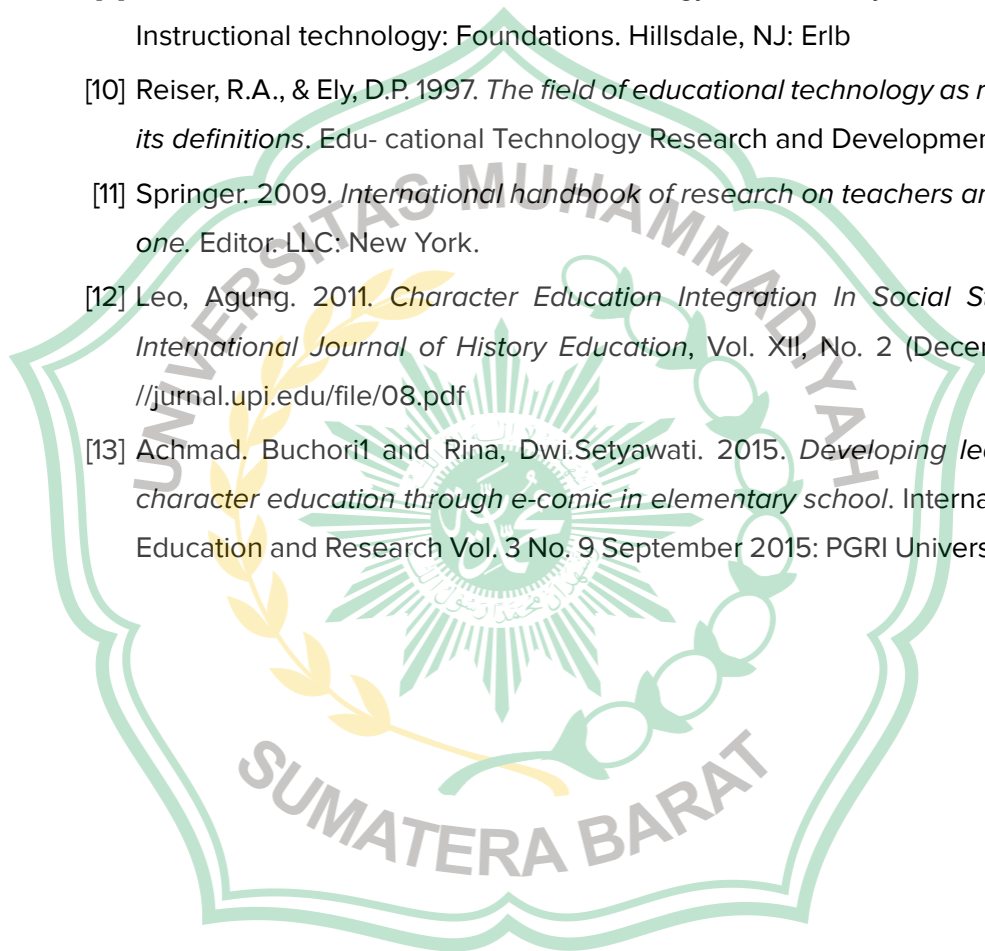 Instructional technology: Foundations. Hillsdale, NJ: Erlb
[10] Reiser, R.A., & Ely, D.P. 1997. The field of educational technology as
its definitions. Edu- cational Technology Research and Developmen
[11] Springer. 2009. International handbook of research on teachers
one. Editor. LLC: New York.
[12] Leo, Agung. 2011. Character Education Integration In Social
International Journal of History Education, Vol. XII, No. 2 (Decem
//jurnal.upi.edu/file/08.pdf
[13] Achmad. Buchori1 and Rina, Dwi.Setyawati. 2015. Developing
character education through e-comic in elementary school. Interna
Education and Research Vol. 3 No. 9 September 2015: PGRI Univers
UNIVERSITAS MUHAMMADIYAH
SUMATERA BARAT